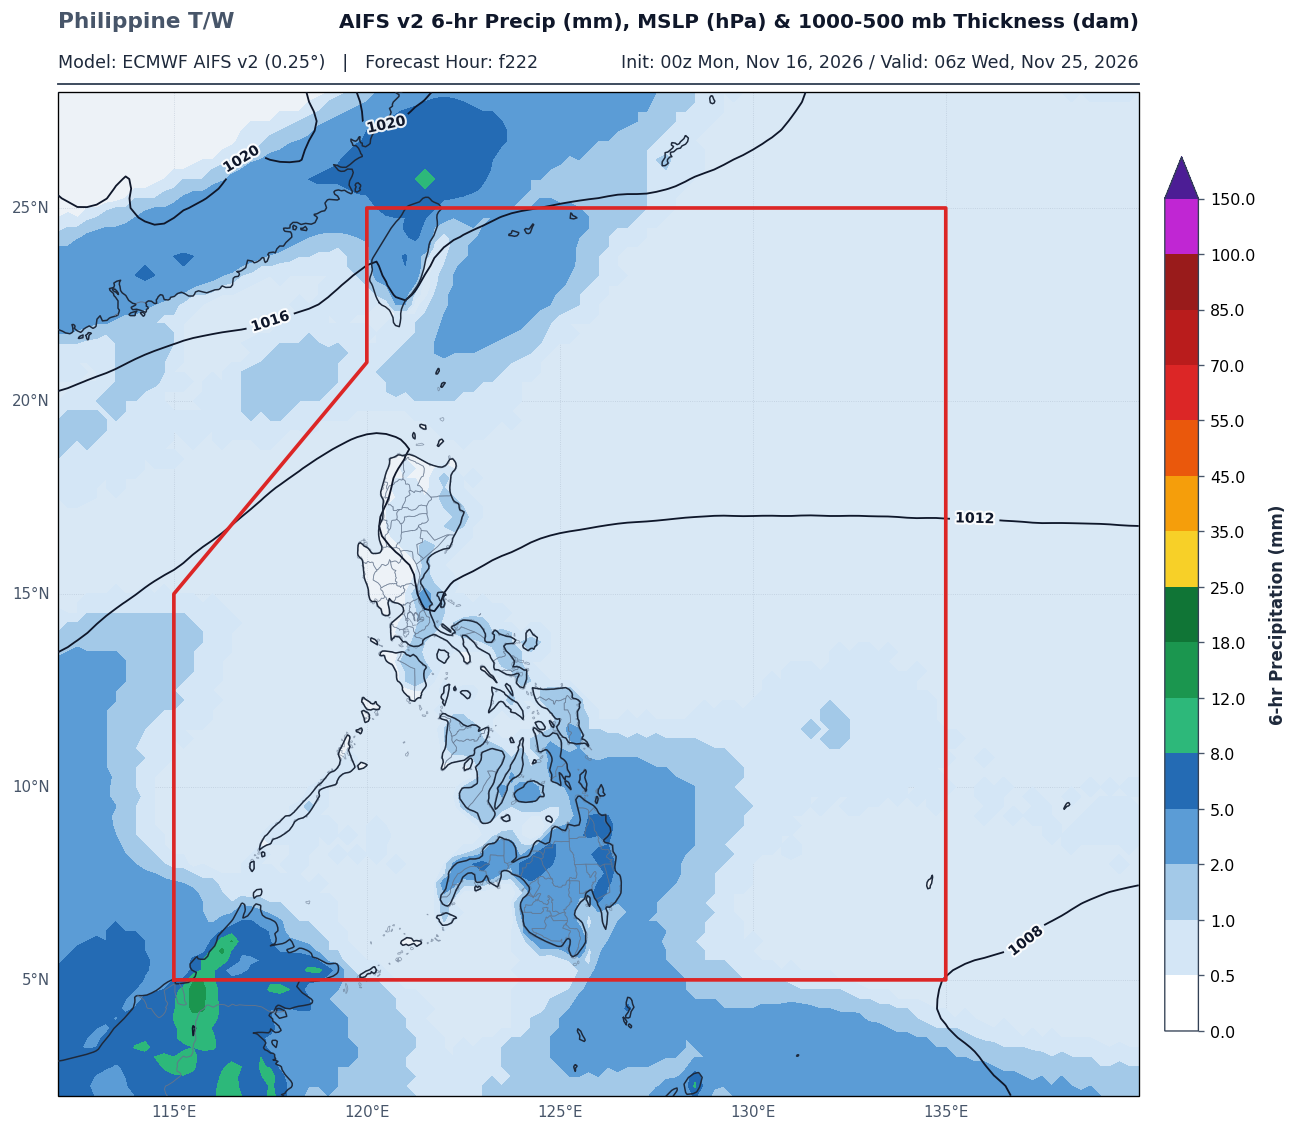 Philippine T/W
AIFS v2 6-hr Precip (mm), MSLP (hPa) & 1000-500 mb Thickness (dam)
Model: ECMWF AIFS v2 (0.25°) | Forecast Hour: f222
Init: 00z Mon, Nov 16, 2026 / Valid: 06z Wed, Nov 25, 2026
1020
1020
1016
1012
1008
25°N
20°N
15°N
10°N
5°N
115°E
120°E
125°E
130°E
135°E
150.0
100.0
85.0
70.0
55.0
45.0
35.0
25.0
18.0
12.0
8.0
5.0
2.0
1.0
0.5
0.0
6-hr Precipitation (mm)